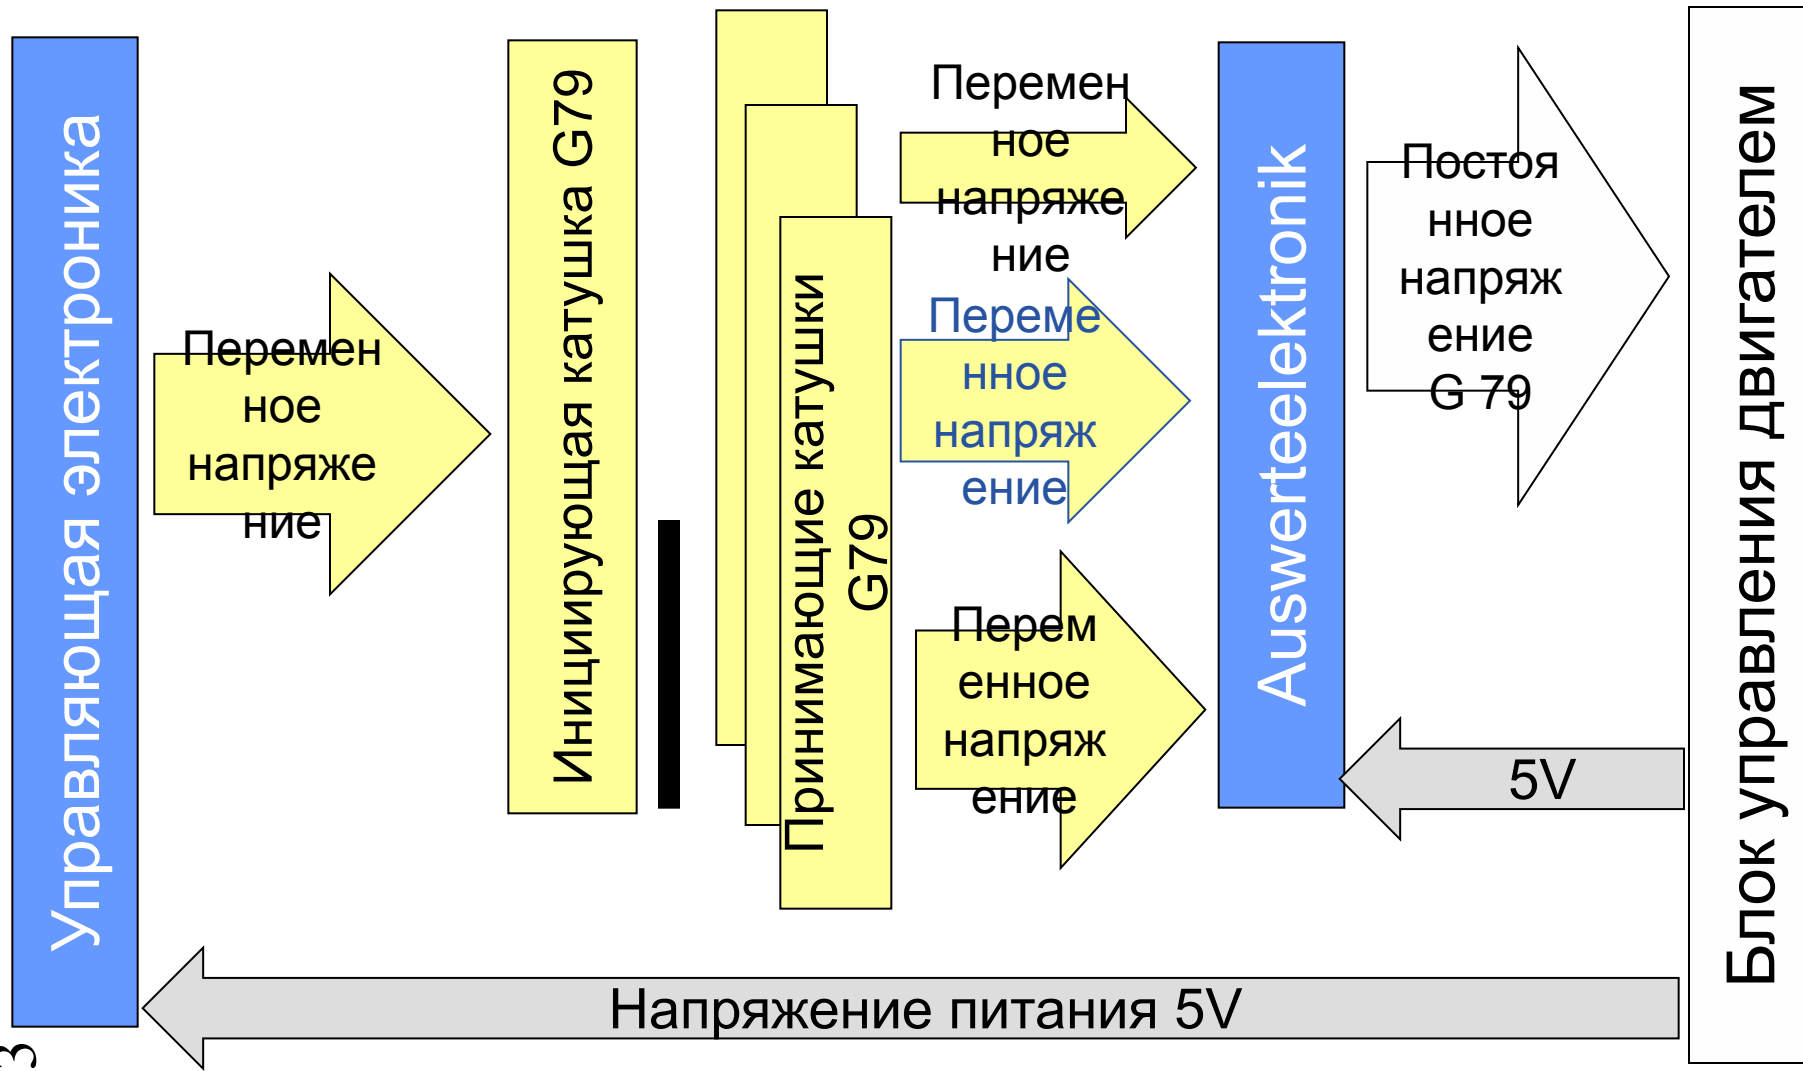 Управляющая электроника
Перемен
ное
напряже
ние
Инициирующая катушка G79
Принимающие катушки
G79
Перемен
ное
напряже
ние
Переме
нное
напряж
ение
Перем
енное
напряж
ение
Auswerteelektronik
Постоя
нное
напряж
ение
G 79
5V
Блок управления двигателем
Напряжение питания 5V
3